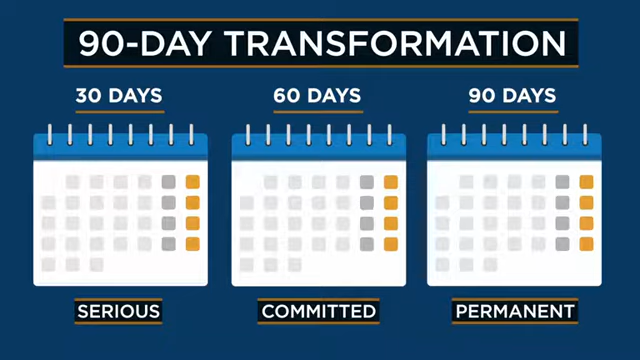 90-DAY TRANSFORMATION
30 DAYS
60 DAYS
90 DAYS
SERIOUS
COMMITTED
PERMANENT